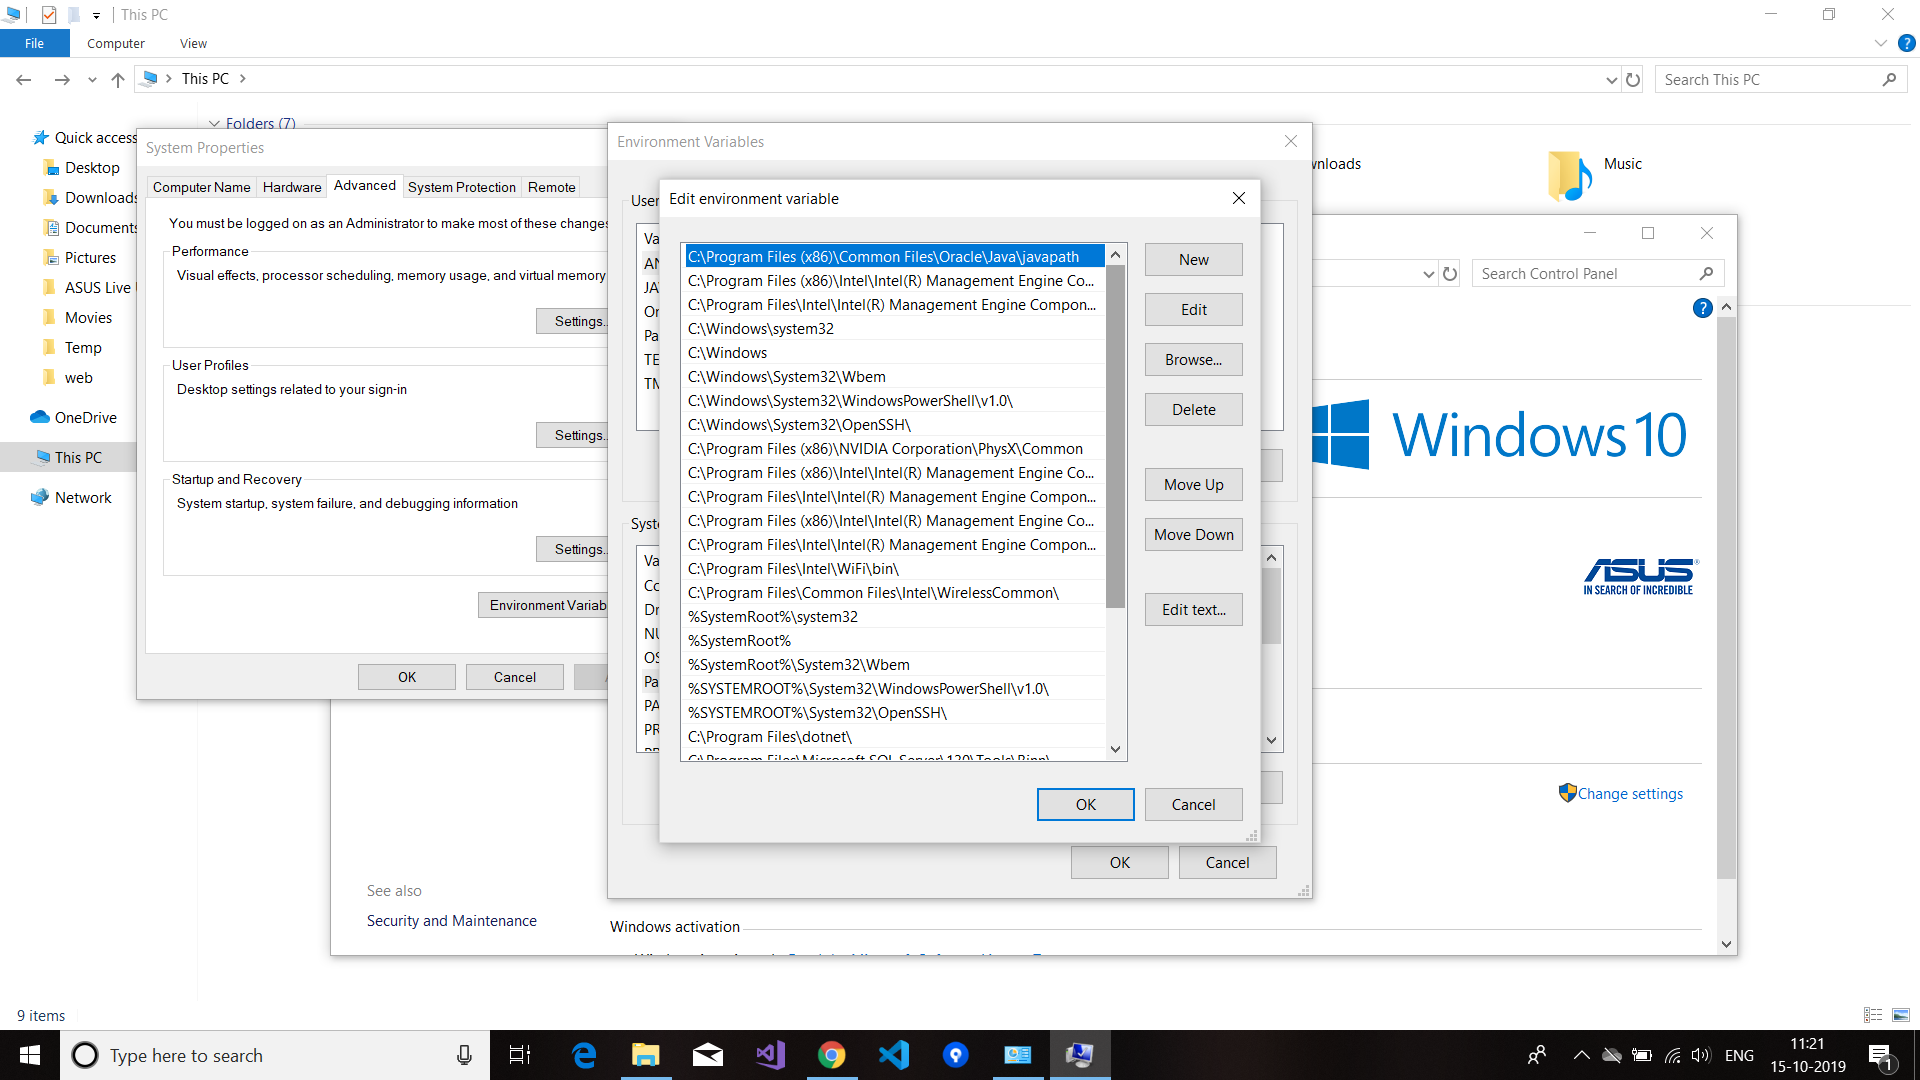 This PC
File
Computer
View
This PC
Search This PC
Quick access
Desktop
Downloads
Documents
Pictures
ASUS Live
Movies
Temp
web
OneDrive
This PC
Network
Folders (7)
System Properties
Computer Name
Hardware
Advanced
System Protection
Remote
You must be logged on as an Administrator to make most of these changes
Performance
Visual effects, processor scheduling, memory usage, and virtual memory
Settings..
User Profiles
Desktop settings related to your sign-in
Settings..
Startup and Recovery
System startup, system failure, and debugging information
Settings..
Environment Variab
OK
Cancel
Environment Variables
User
Va
AN
JA
On
Pa
TE
TM
Syst
Va
Co
Dr
NU
OS
Pa
PA
PR
OK
Cancel
Edit environment variable
C:\Program Files (x86)\Common Files\Oracle\Java\javapath
C:\Program Files (x86)\Intel\Intel(R) Management Engine Co...
C:\Program Files\Intel\Intel(R) Management Engine Compon...
C:\Windows\system32
C:\Windows
C:\Windows\System32\Wbem
C:\Windows\System32\WindowsPowerShell\v1.0\
C:\Windows\System32\OpenSSH\
C:\Program Files (x86)\NVIDIA Corporation\PhysX\Common
C:\Program Files (x86)\Intel\Intel(R) Management Engine Co...
C:\Program Files\Intel\Intel(R) Management Engine Compon...
C:\Program Files (x86)\Intel\Intel(R) Management Engine Co...
C:\Program Files\Intel\Intel(R) Management Engine Compon...
C:\Program Files\Intel\WiFi\bin\
C:\Program Files\Common Files\Intel\WirelessCommon\
%SystemRoot%\system32
%SystemRoot%
%SystemRoot%\System32\Wbem
%SYSTEMROOT%\System32\WindowsPowerShell\v1.0\
%SYSTEMROOT%\System32\OpenSSH\
C:\Program Files\dotnet\
C:\Program Files\Microsoft SQL Server\130\Tools\Binn\
New
Edit
Browse...
Delete
Move Up
Move Down
Edit text...
OK
Cancel
wnloads
Music
Search Control Panel
Windows 10
ASUS
IN SEARCH OF INCREDIBLE
Change settings
See also
Security and Maintenance
Windows activation
9 items
Type here to search
ENG
11:21
15-10-2019
1